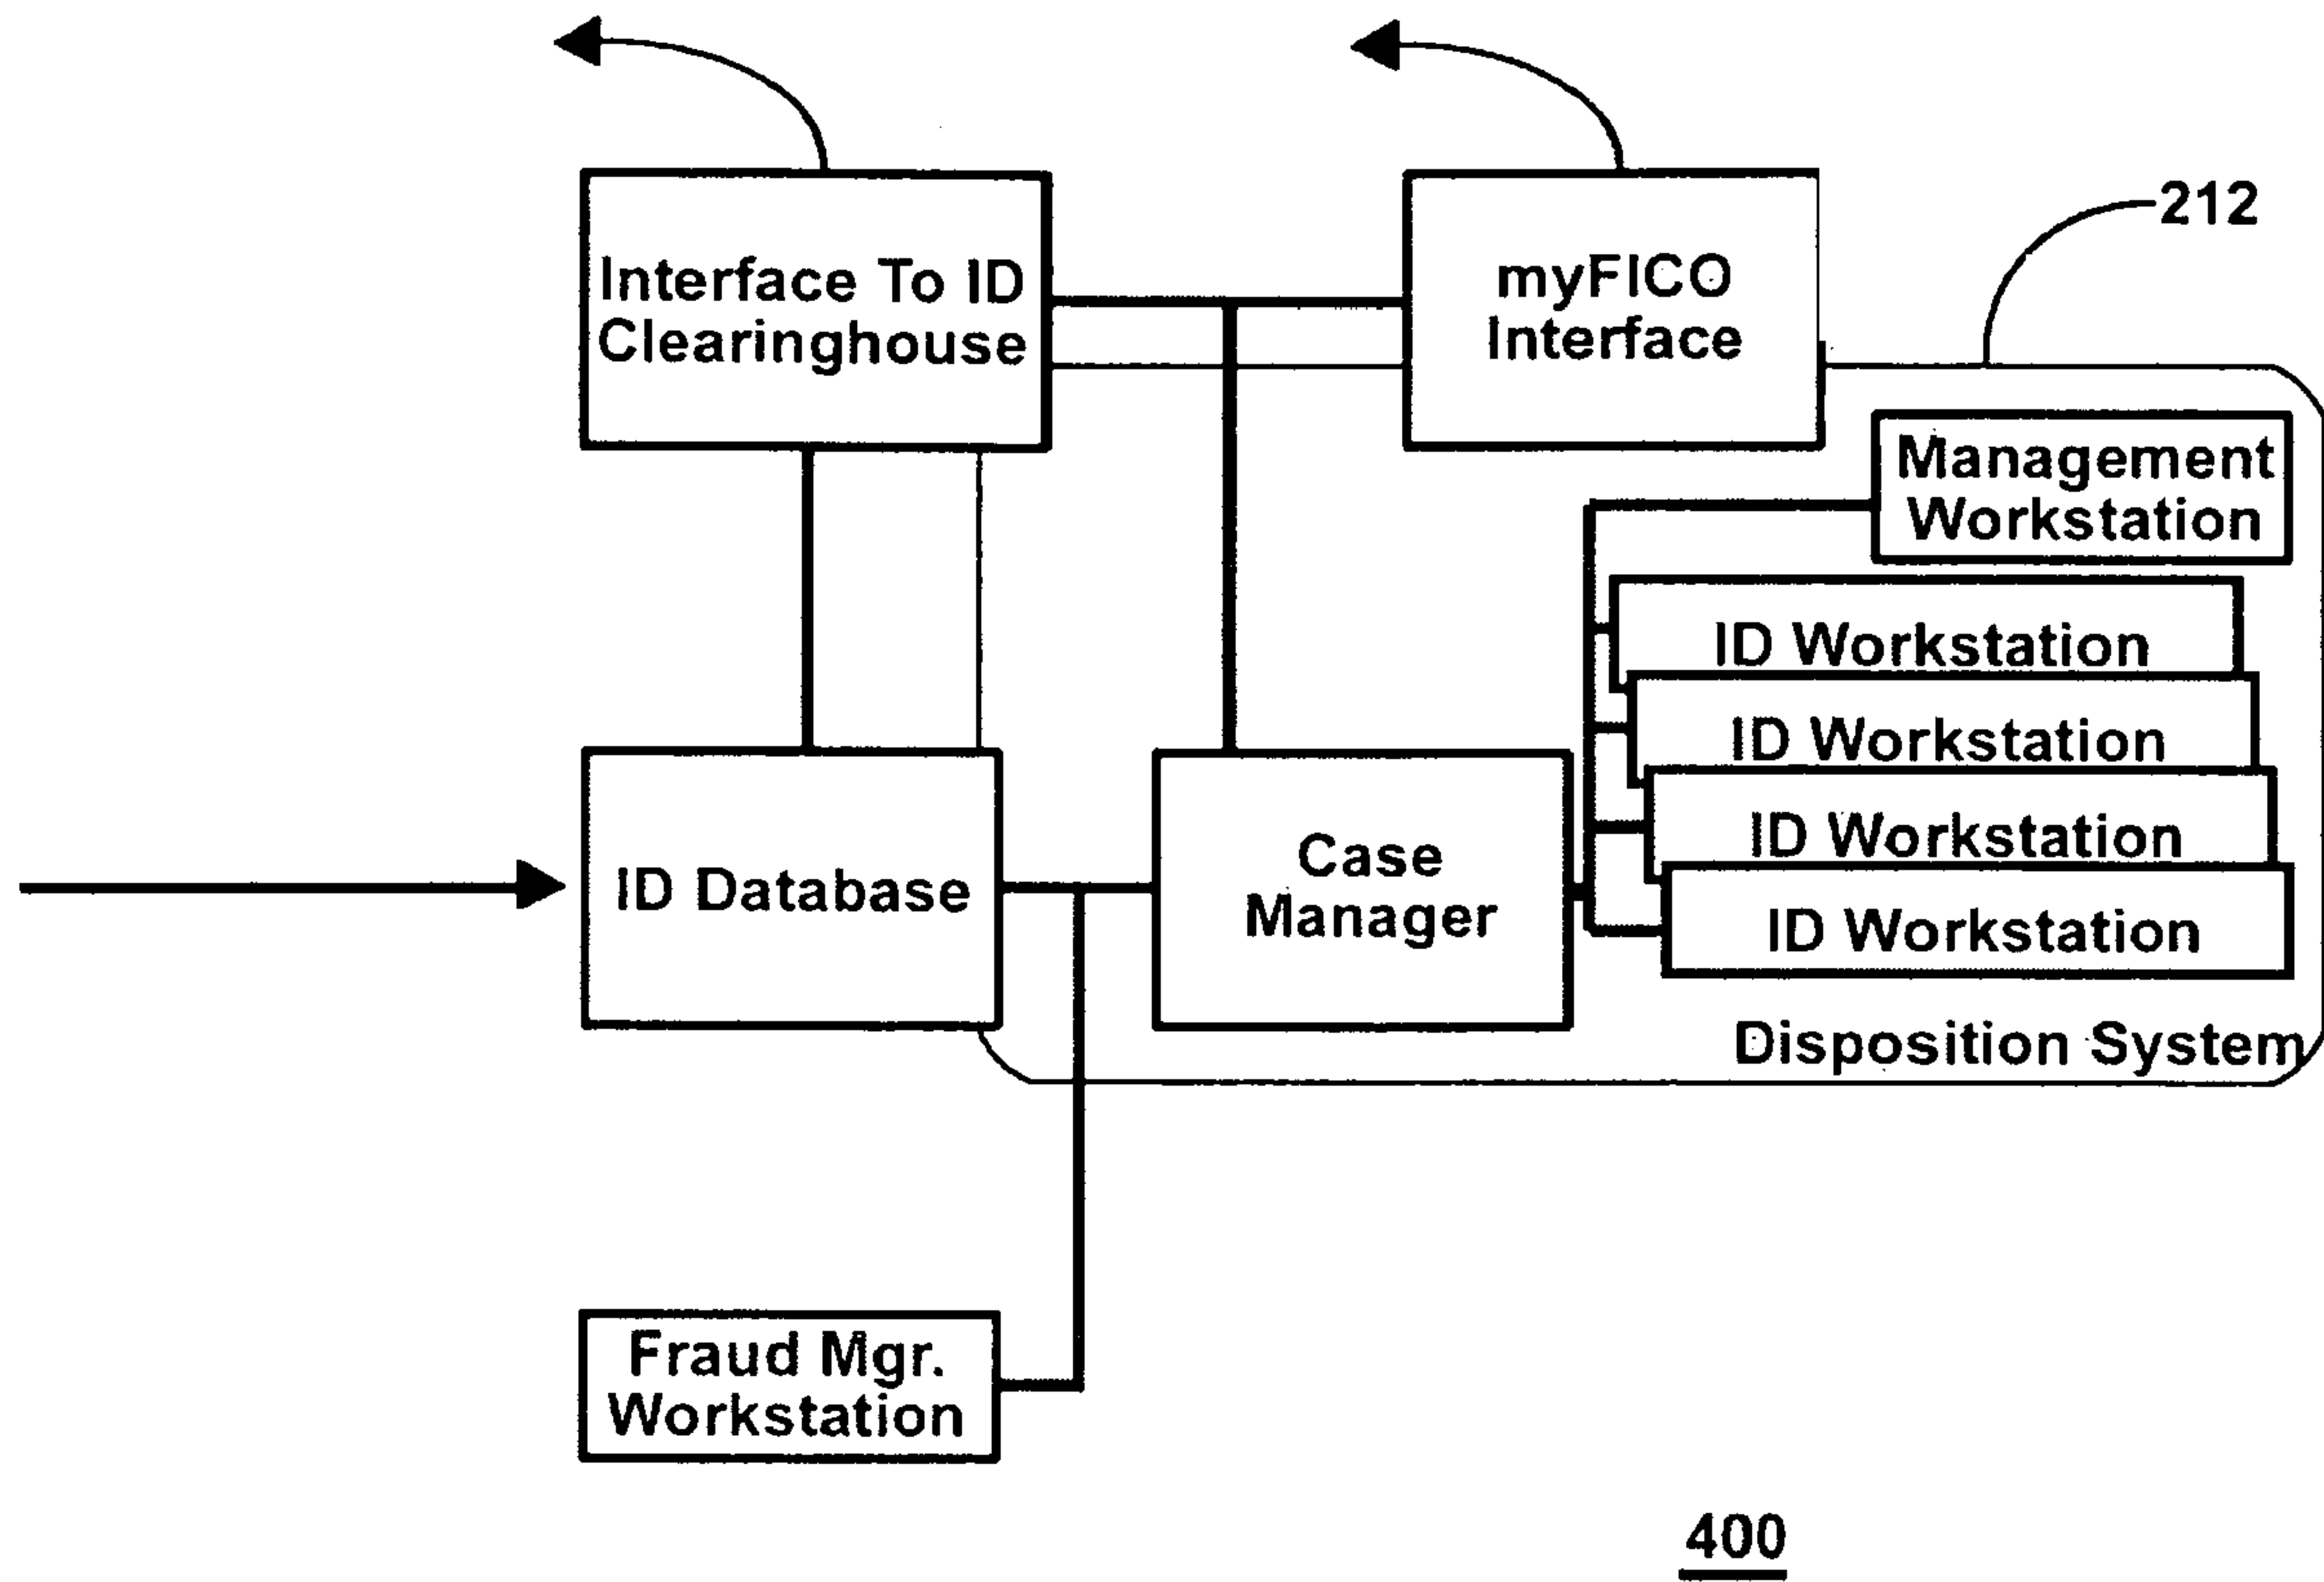 212
Interface To ID
Clearinghouse
myFICO
Interface
Management
Workstation
ID Workstation
ID Workstation
ID Workstation
ID Workstation
ID Database
Case
Manager
Disposition System
Fraud Mgr.
Workstation
400